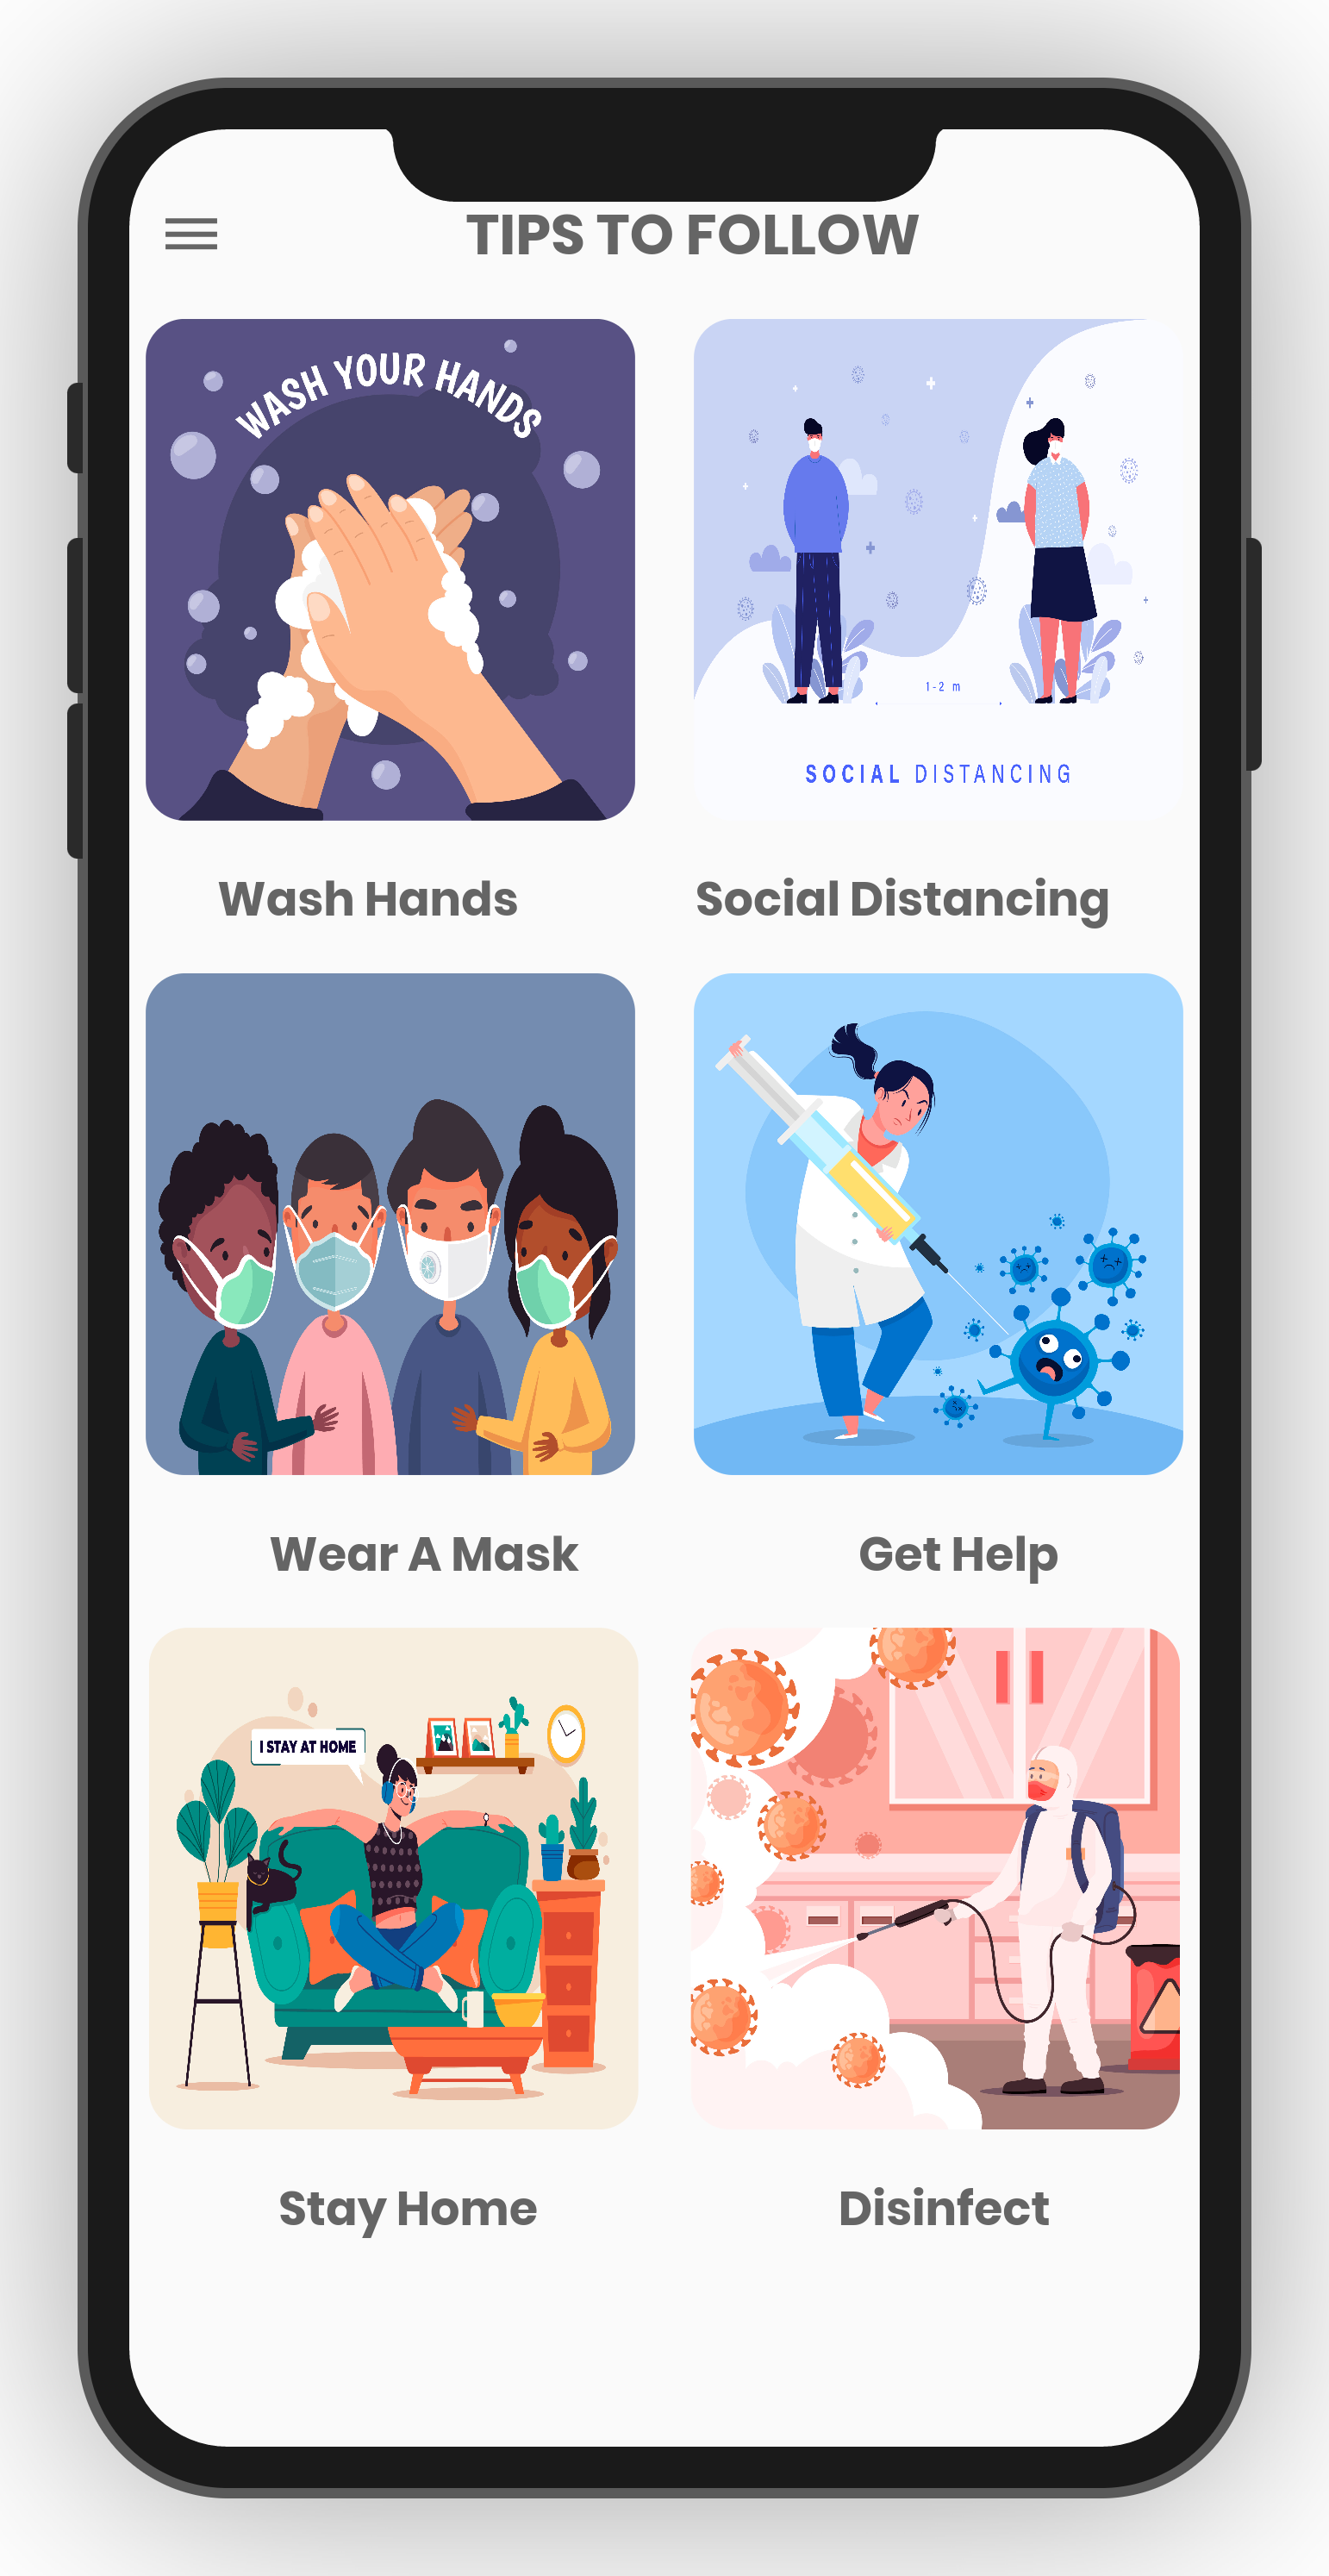 TIPS TO FOLLOW
WASH YOUR HANDS
1-2 m
SOCIAL DISTANCING
Wash Hands
Social Distancing
Wear A Mask
Get Help
I STAY AT HOME
Stay Home
Disinfect